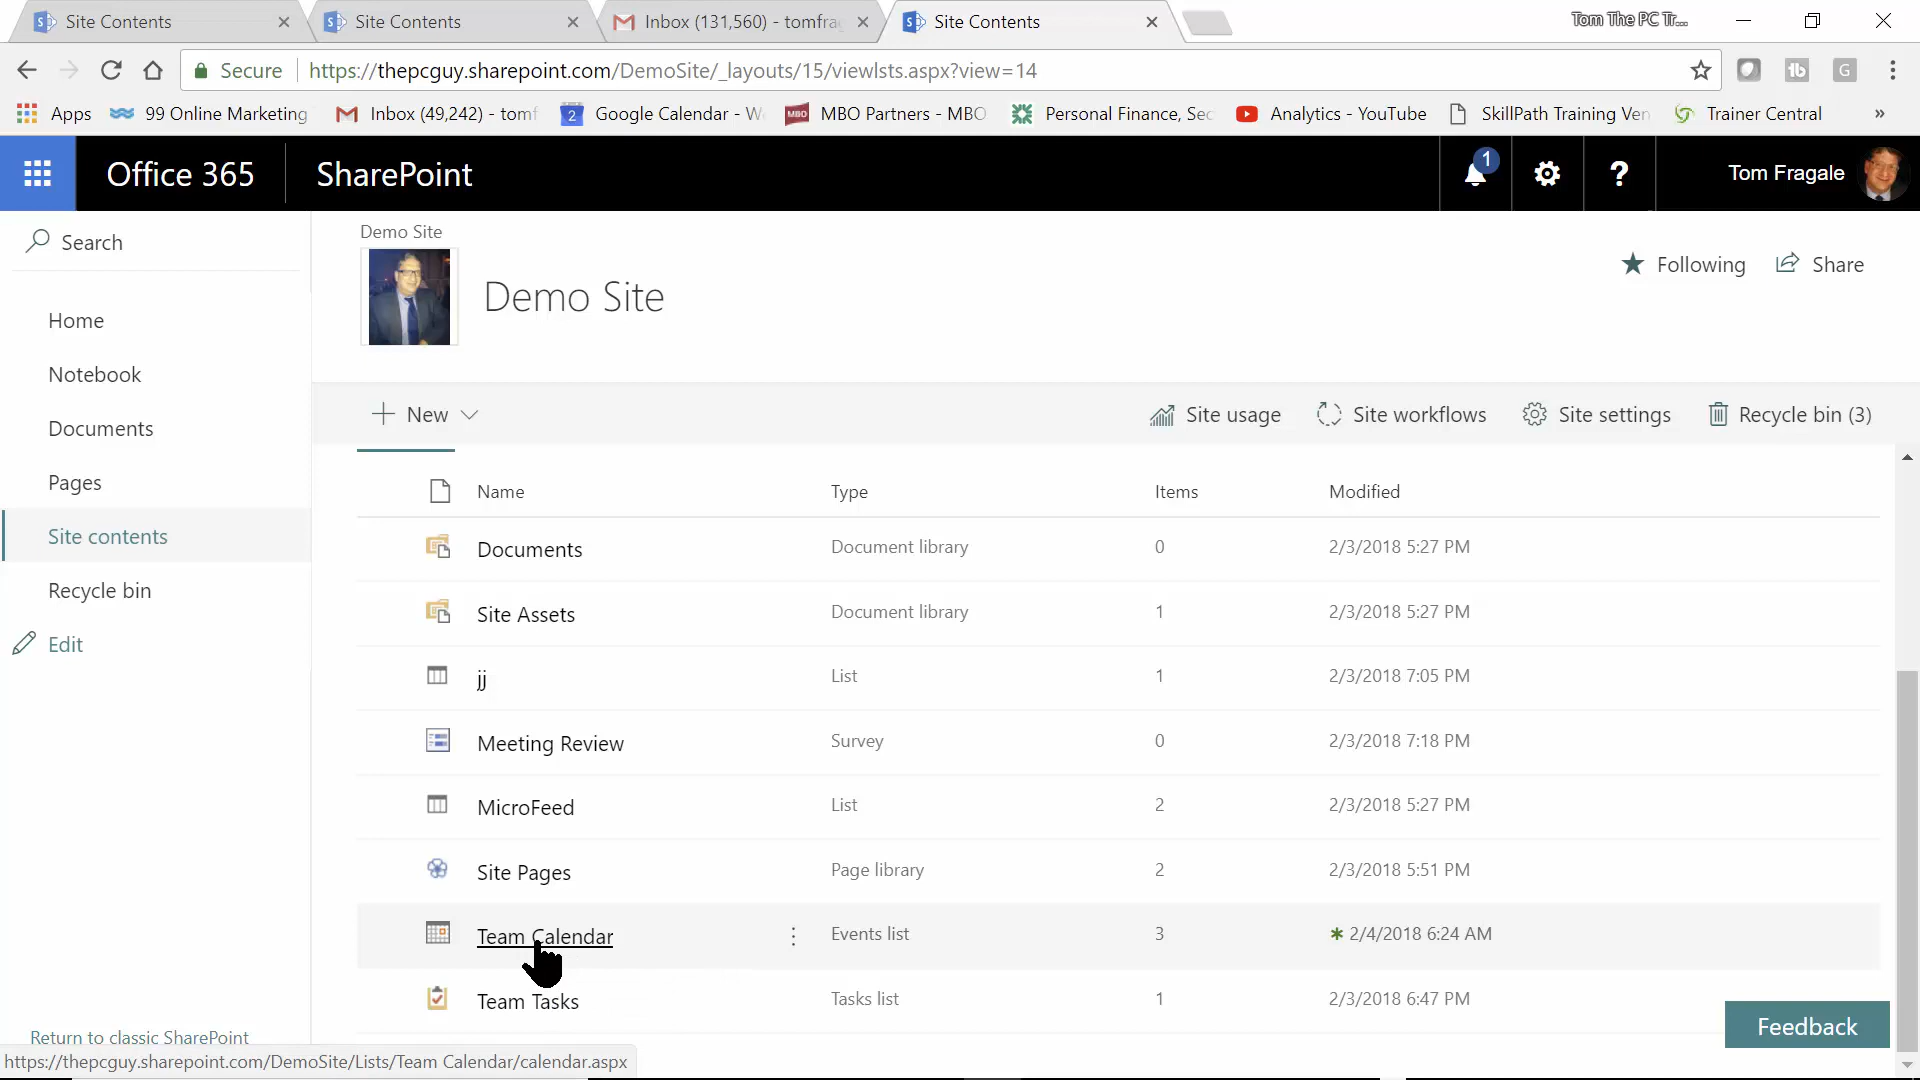 Site Contents
Site Contents
Inbox (131,560) - tomfra
Site Contents
Tom The PC Tr...
Secure
https://thepcguy.sharepoint.com/DemoSite/_layouts/15/viewlsts.aspx?view=14
Apps
99 Online Marketing
Inbox (49,242) - tomf
2
Google Calendar - W
MBO
MBO Partners - MBO
Personal Finance, Sec
Analytics - YouTube
SkillPath Training Ven
Trainer Central
»
Office 365
SharePoint
1
?
Tom Fragale
Search
Home
Notebook
Documents
Pages
Site contents
Recycle bin
Edit
Return to classic SharePoint
Demo Site
Demo Site
Following
Share
New
Site usage
Site workflows
Site settings
Recycle bin (3)
Name Type Items Modified
Documents Document library 0 2/3/2018 5:27 PM
Site Assets Document library 1 2/3/2018 5:27 PM
jj List 1 2/3/2018 7:05 PM
Meeting Review Survey 0 2/3/2018 7:18 PM
MicroFeed List 2 2/3/2018 5:27 PM
Site Pages Page library 2 2/3/2018 5:51 PM
Team Calendar Events list 3 2/4/2018 6:24 AM
Team Tasks Tasks list 1 2/3/2018 6:47 PM
Feedback
https://thepcguy.sharepoint.com/DemoSite/Lists/Team Calendar/calendar.aspx